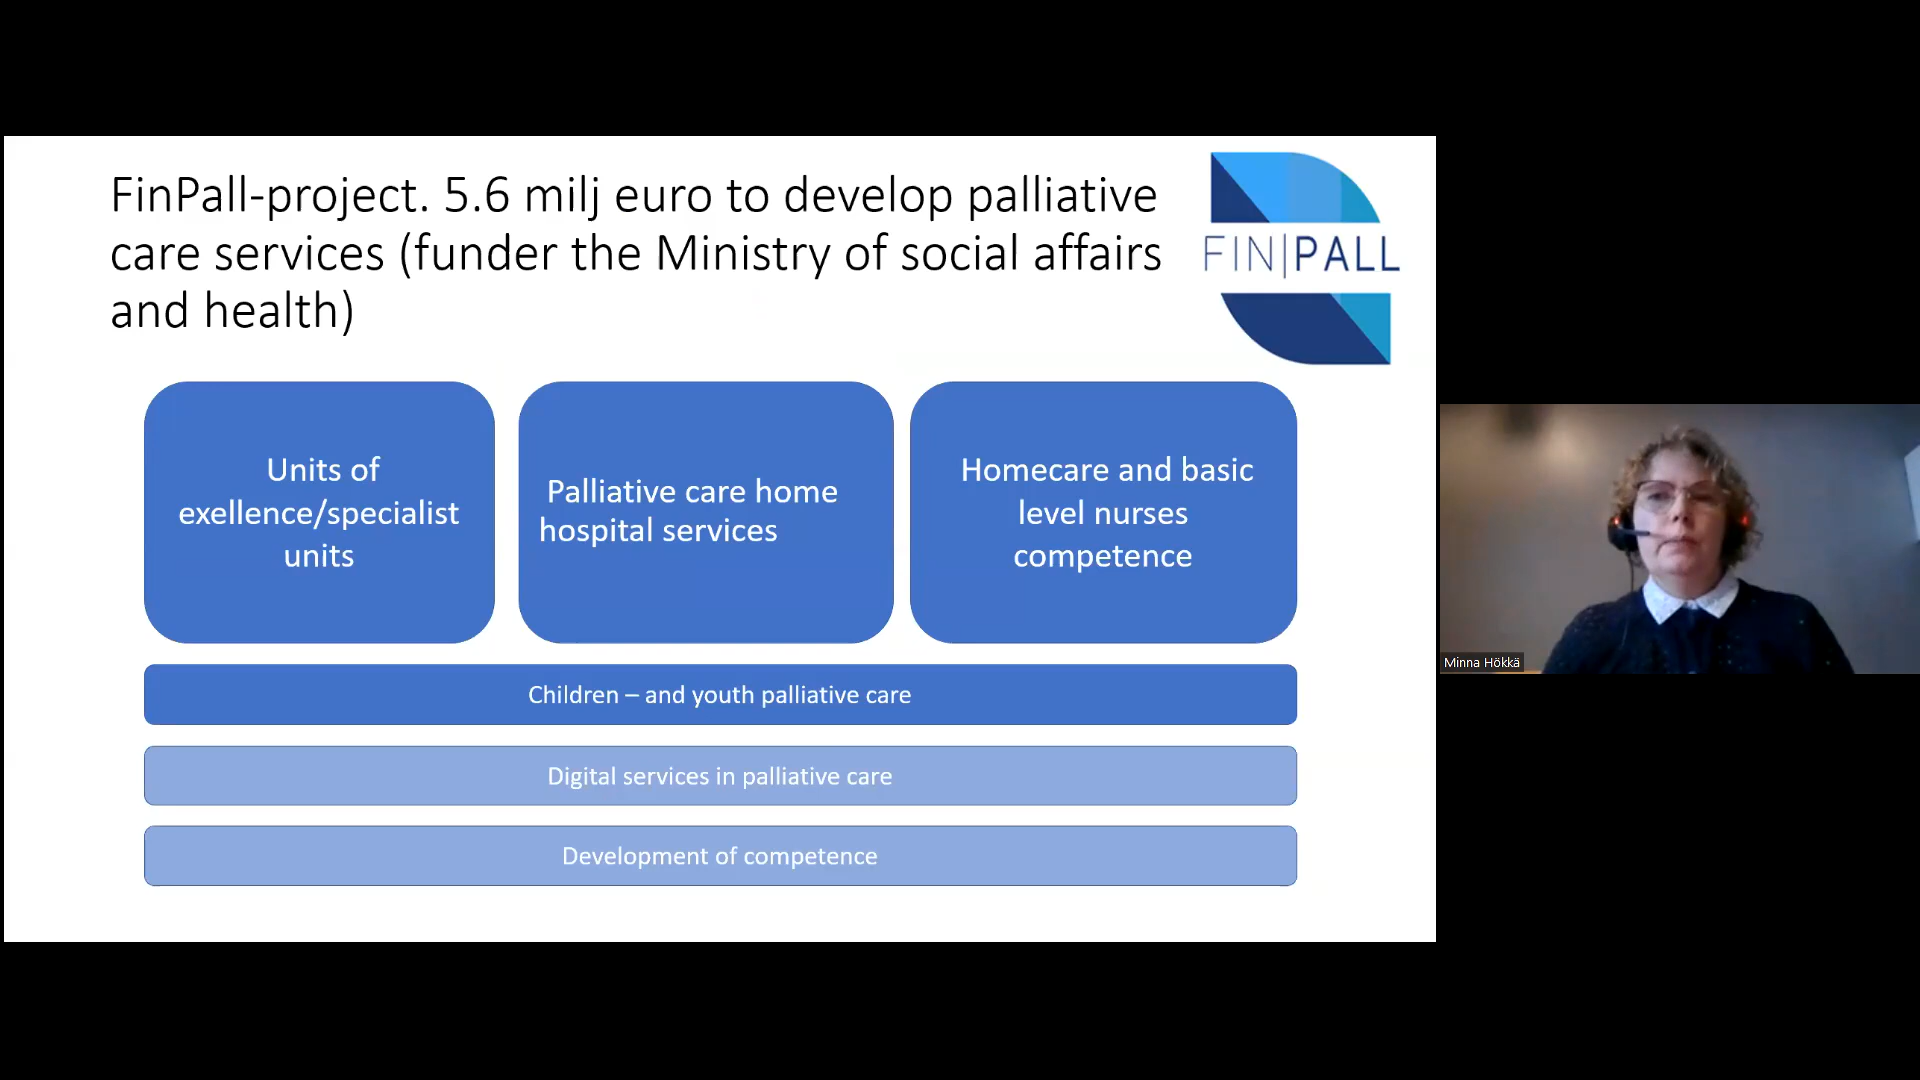 FinPall-project. 5.6 milj euro to develop palliative
care services (funder the Ministry of social affairs
and health)
FIN|PALL
Units of
exellence/specialist
units
Palliative care home
hospital services
Homecare and basic
level nurses
competence
Children – and youth palliative care
Digital services in palliative care
Development of competence
Minna Hökkä